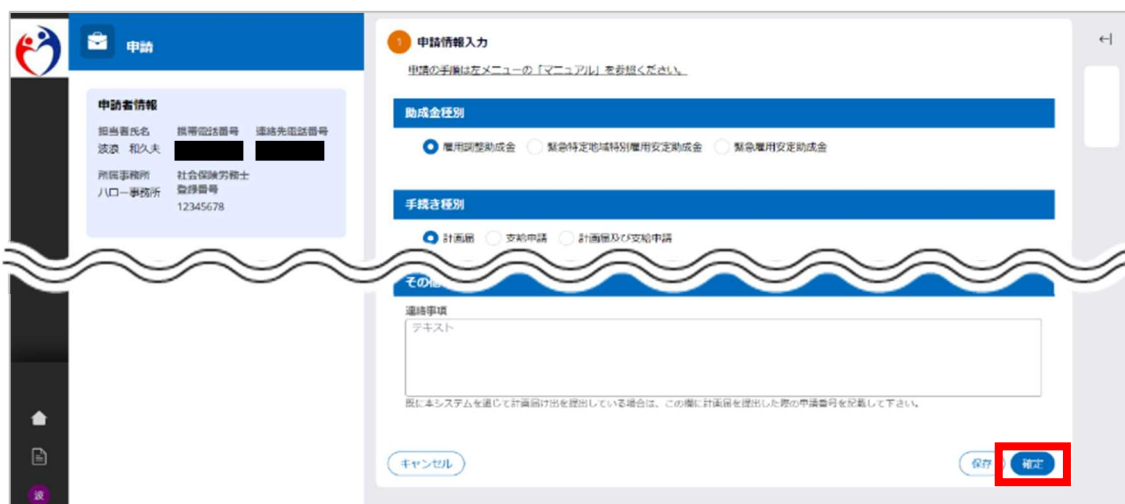 申請
申請者情報
担当者氏名 携帯電話番号 連絡先電話番号
波浪 和久夫
所属事務所 社会保険労務士
ハロー事務所 登録番号
12345678
1 申請情報入力
申請の手順は左メニューの「マニュアル」を参照ください。
助成金種別
雇用調整助成金 緊急特定地域特別雇用安定助成金 緊急雇用安定助成金
手続き種別
計画届 支給申請 計画届及び支給申請
その他
連絡事項
テキスト
既に本システムを通じて計画届け出を提出している場合は、この欄に計画届を提出した際の申請番号を記載して下さい。
キャンセル 保存 確定
波